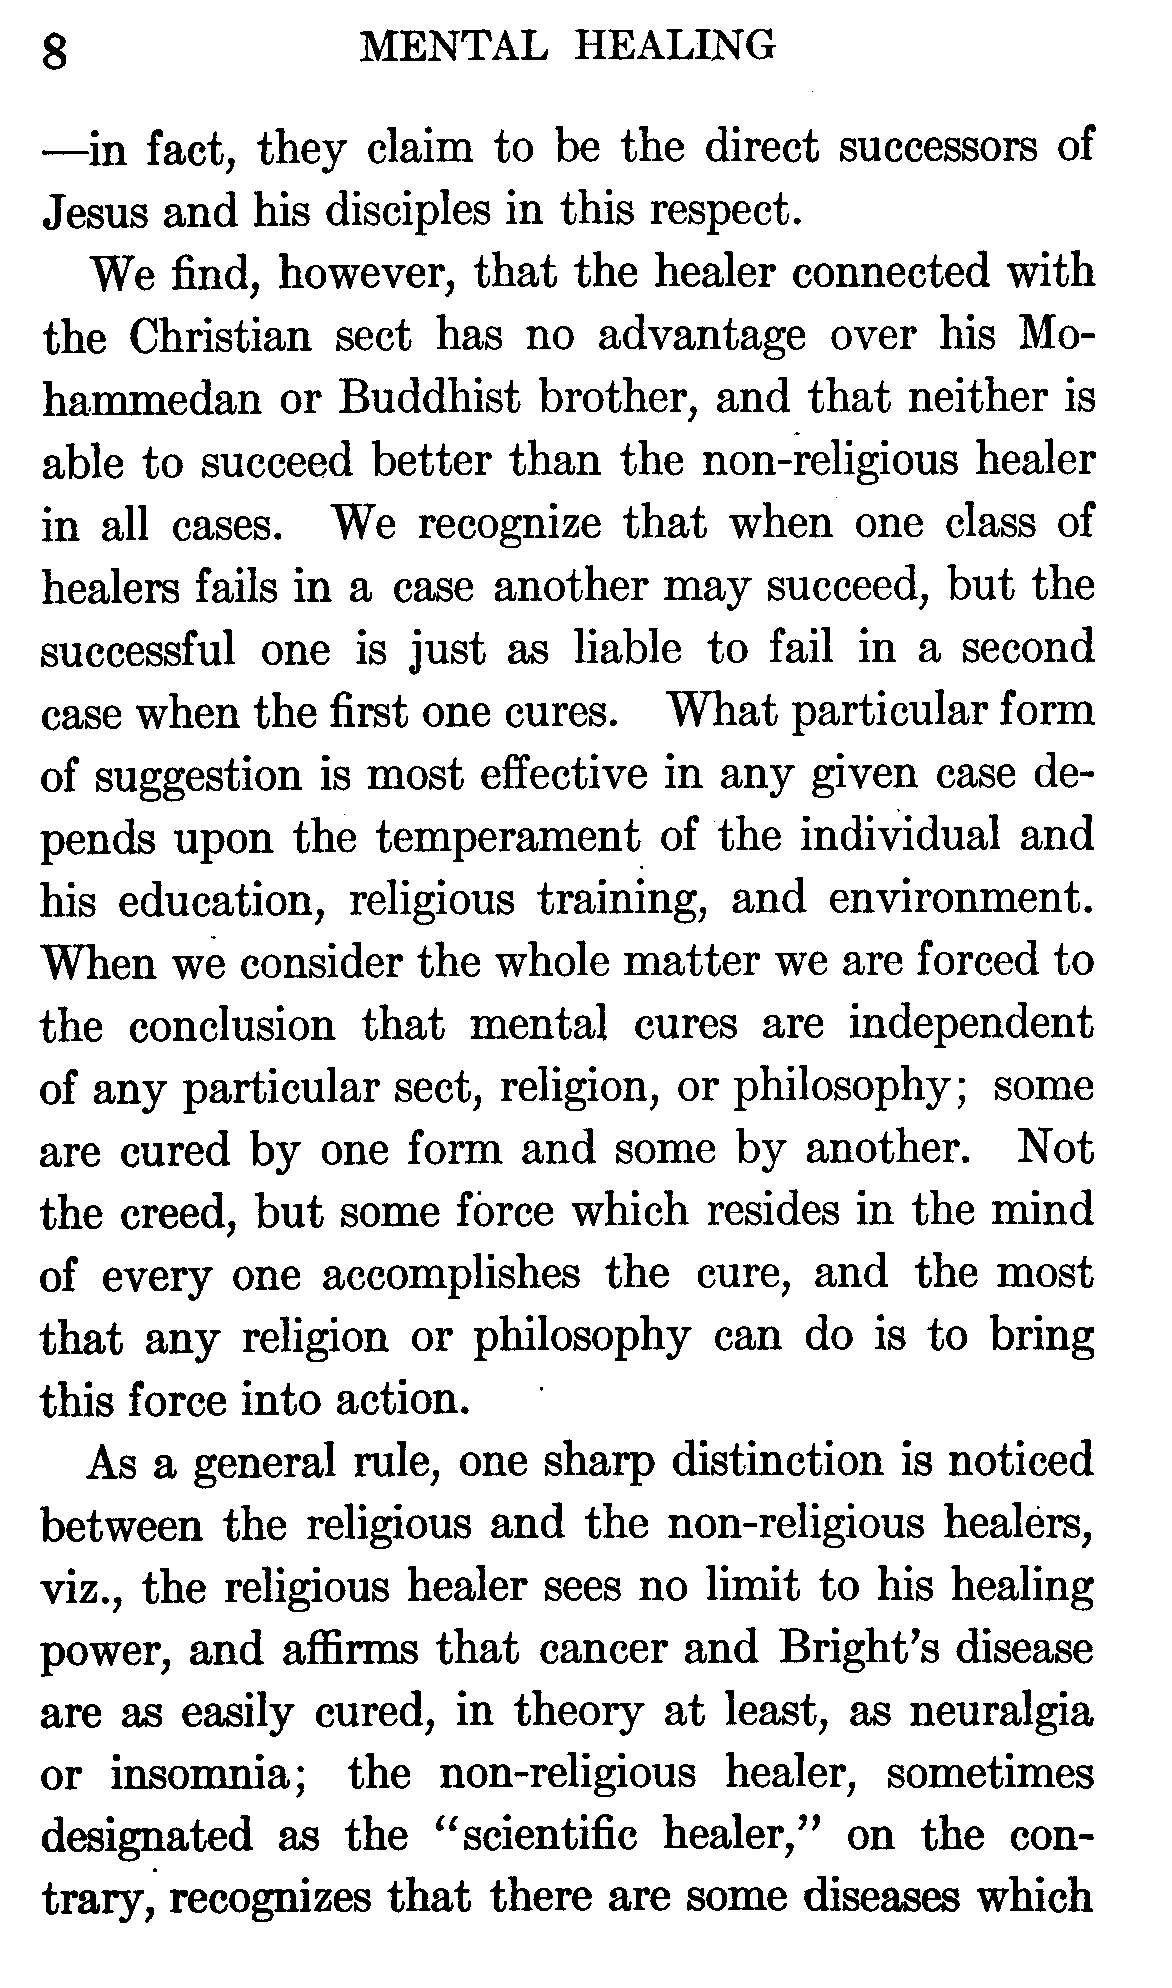 8 MENTAL HEALING
—in fact, they claim to be the direct successors of
Jesus and his disciples in this respect.
We find, however, that the healer connected with
the Christian sect has no advantage over his Mo-
hammedan or Buddhist brother, and that neither is
able to succeed better than the non-religious healer
in all cases. We recognize that when one class of
healers fails in a case another may succeed, but the
successful one is just as liable to fail in a second
case when the first one cures. What particular form
of suggestion is most effective in any given case de-
pends upon the temperament of the individual and
his education, religious training, and environment.
When we consider the whole matter we are forced to
the conclusion that mental cures are independent
of any particular sect, religion, or philosophy; some
are cured by one form and some by another. Not
the creed, but some force which resides in the mind
of every one accomplishes the cure, and the most
that any religion or philosophy can do is to bring
this force into action.
As a general rule, one sharp distinction is noticed
between the religious and the non-religious healers,
viz., the religious healer sees no limit to his healing
power, and affirms that cancer and Bright's disease
are as easily cured, in theory at least, as neuralgia
or insomnia; the non-religious healer, sometimes
designated as the "scientific healer," on the con-
trary, recognizes that there are some diseases which